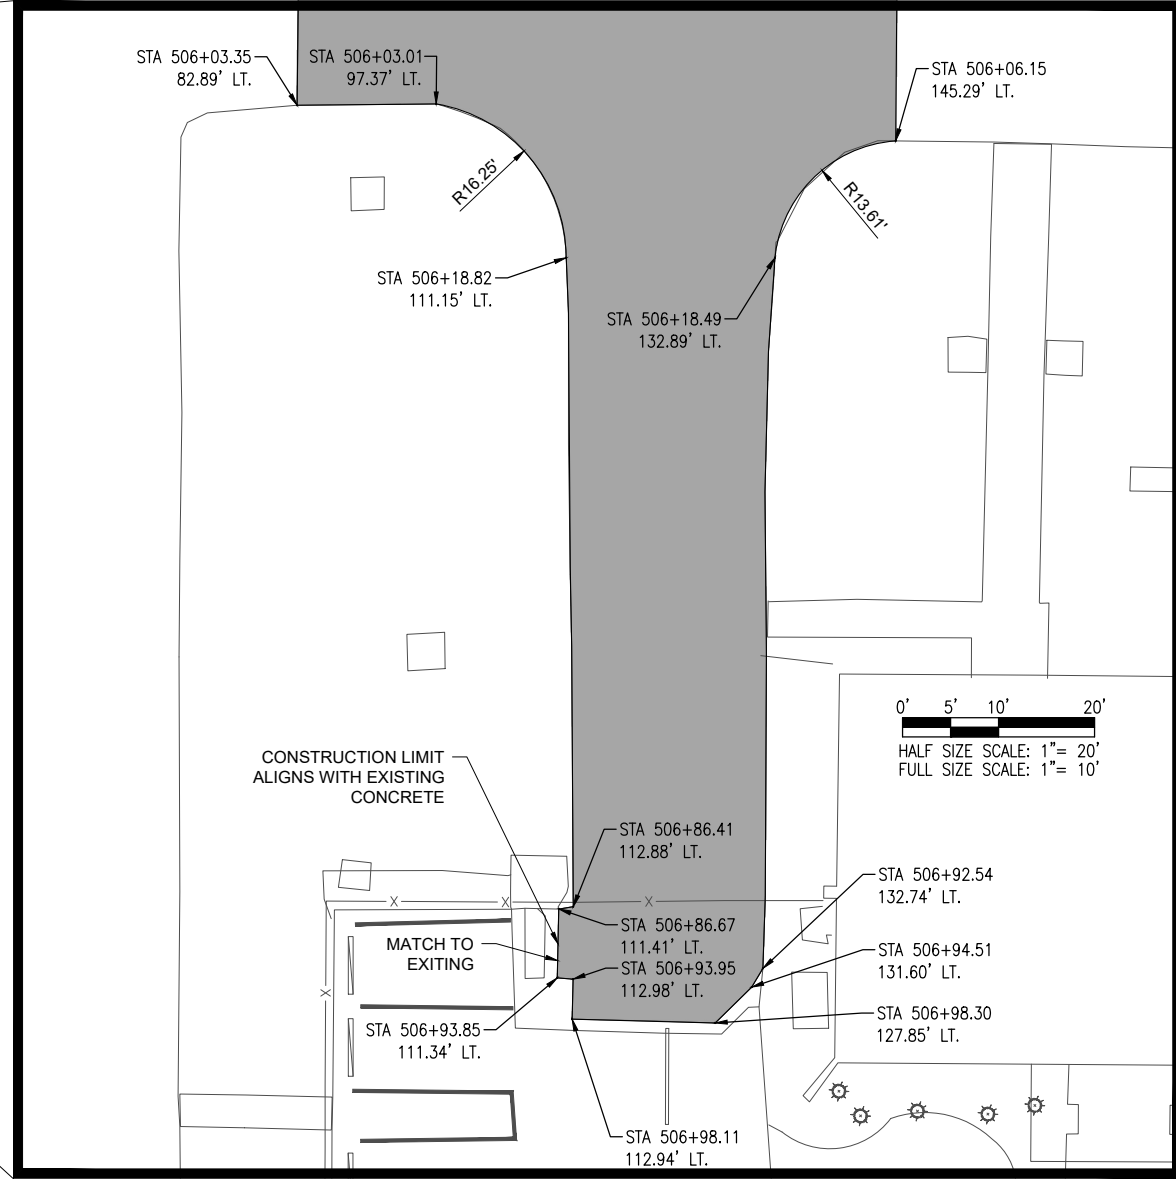 STA 506+03.35
82.89' LT.
STA 506+03.01
97.37' LT.
STA 506+06.15
145.29' LT.
R16.25'
R13.61'
STA 506+18.82
111.15' LT.
STA 506+18.49
132.89' LT.
0' 5' 10' 20'
HALF SIZE SCALE: 1"= 20'
FULL SIZE SCALE: 1"= 10'
CONSTRUCTION LIMIT
ALIGNS WITH EXISTING
CONCRETE
STA 506+86.41
112.88' LT.
STA 506+92.54
132.74' LT.
X X X
STA 506+86.67
111.41' LT.
MATCH TO
EXITING
STA 506+93.95
112.98' LT.
STA 506+94.51
131.60' LT.
X
STA 506+98.30
127.85' LT.
STA 506+93.85
111.34' LT.
STA 506+98.11
112.94' LT.